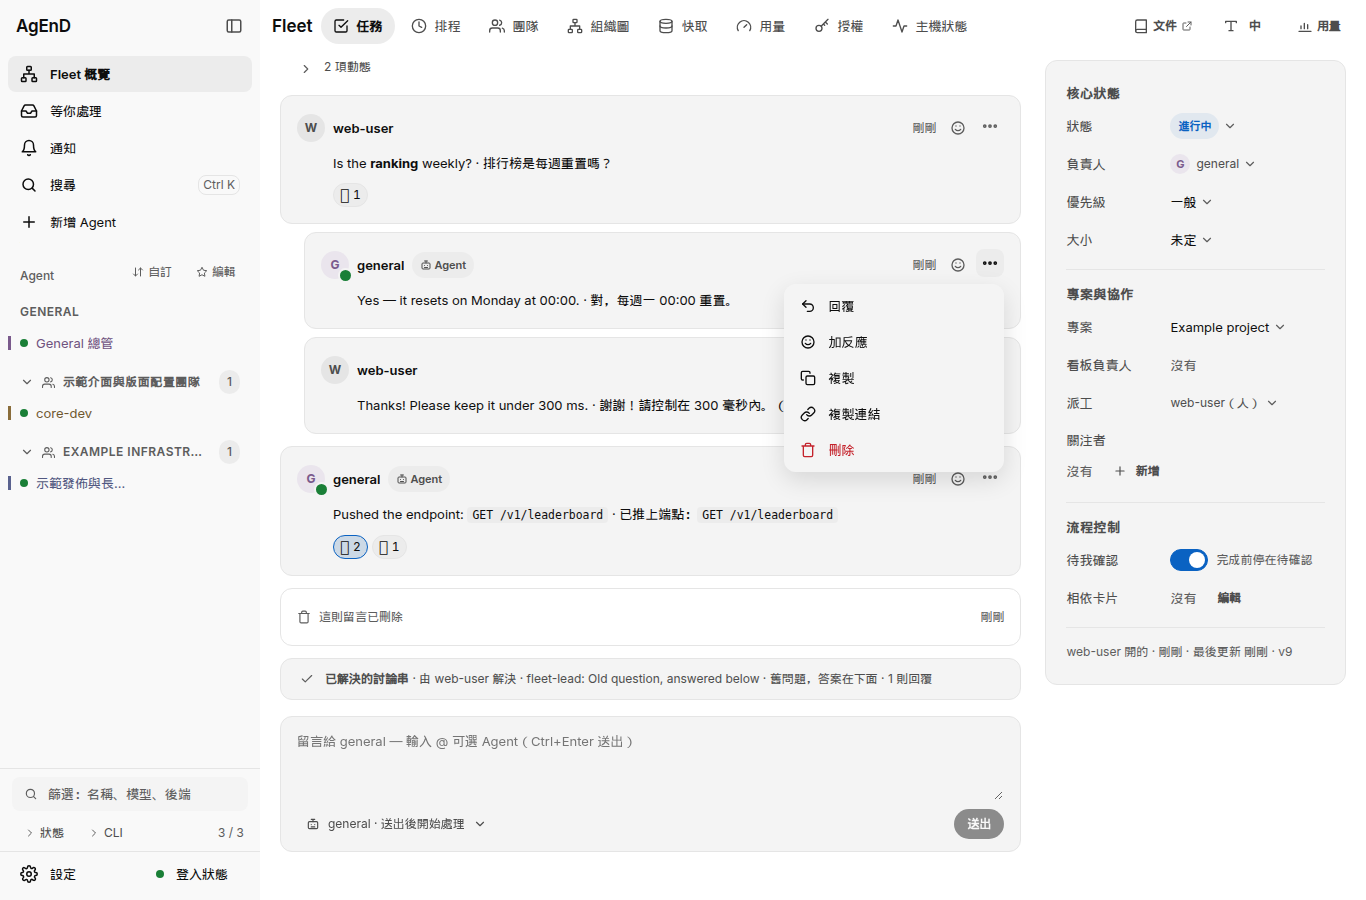 AgEnD
Fleet 概覽
等你處理
通知
搜尋
Ctrl K
新增 Agent
Agent
自訂
編輯
GENERAL
General 總管
示範介面與版面配置團隊
1
core-dev
EXAMPLE INFRASTR...
1
示範發佈與長...
篩選：名稱、模型、後端
狀態
CLI
3 / 3
設定
登入狀態
Fleet
任務
排程
團隊
組織圖
快取
用量
授權
主機狀態
文件
中
用量
2 項動態
W
web-user
剛剛
Is the ranking weekly? · 排行榜是每週重置嗎？
1
G
general
Agent
剛剛
Yes — it resets on Monday at 00:00. · 對，每週一 00:00 重置。
W
web-user
Thanks! Please keep it under 300 ms. · 謝謝！請控制在 300 毫秒內。（
回覆
加反應
複製
複製連結
刪除
G
general
Agent
剛剛
Pushed the endpoint: GET /v1/leaderboard · 已推上端點： GET /v1/leaderboard
2
1
這則留言已刪除
剛剛
已解決的討論串 · 由 web-user 解決 · fleet-lead: Old question, answered below · 舊問題，答案在下面 · 1 則回覆
留言給 general — 輸入 @ 可選 Agent（Ctrl+Enter 送出）
general · 送出後開始處理
送出
核心狀態
狀態
進行中
負責人
G
general
優先級
一般
大小
未定
專案與協作
專案
Example project
看板負責人
沒有
派工
web-user（人）
關注者
沒有
新增
流程控制
待我確認
完成前停在待確認
相依卡片
沒有
編輯
web-user 開的 · 剛剛 · 最後更新 剛剛 · v9